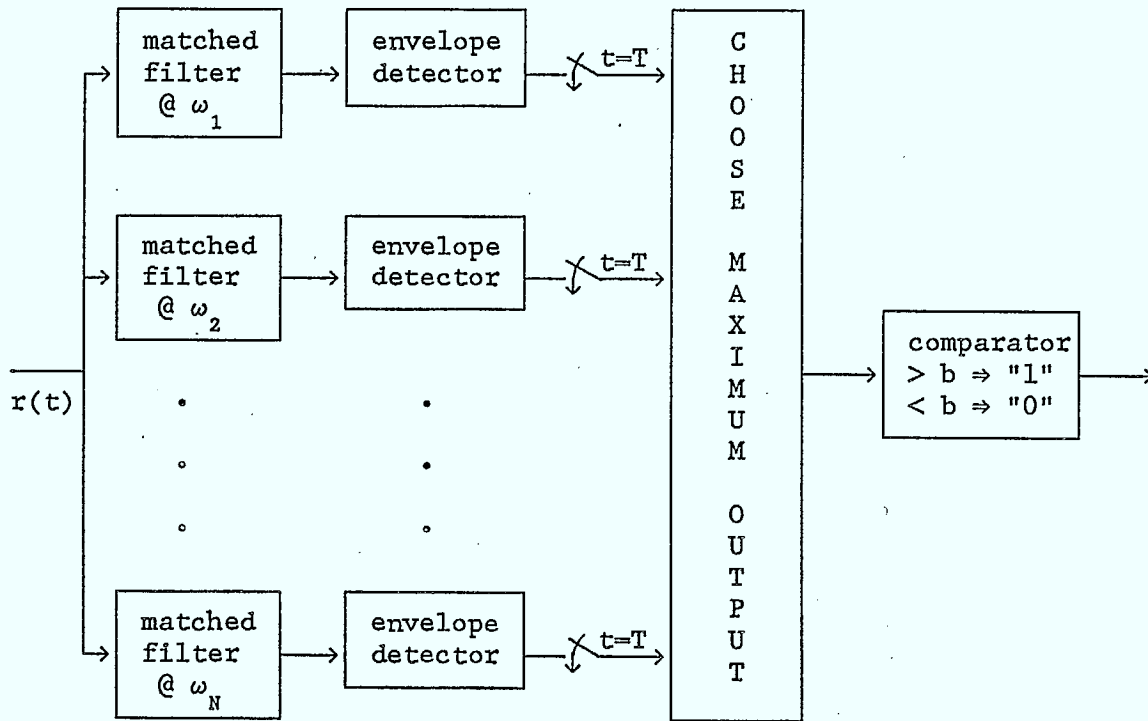 matched
filter
@ ω₁
envelope
detector
t=T
matched
filter
@ ω₂
envelope
detector
t=T
r(t)
matched
filter
@ ω_N
envelope
detector
t=T
CHOOSE MAXIMUM OUTPUT
comparator
> b ⇒ "1"
< b ⇒ "0"